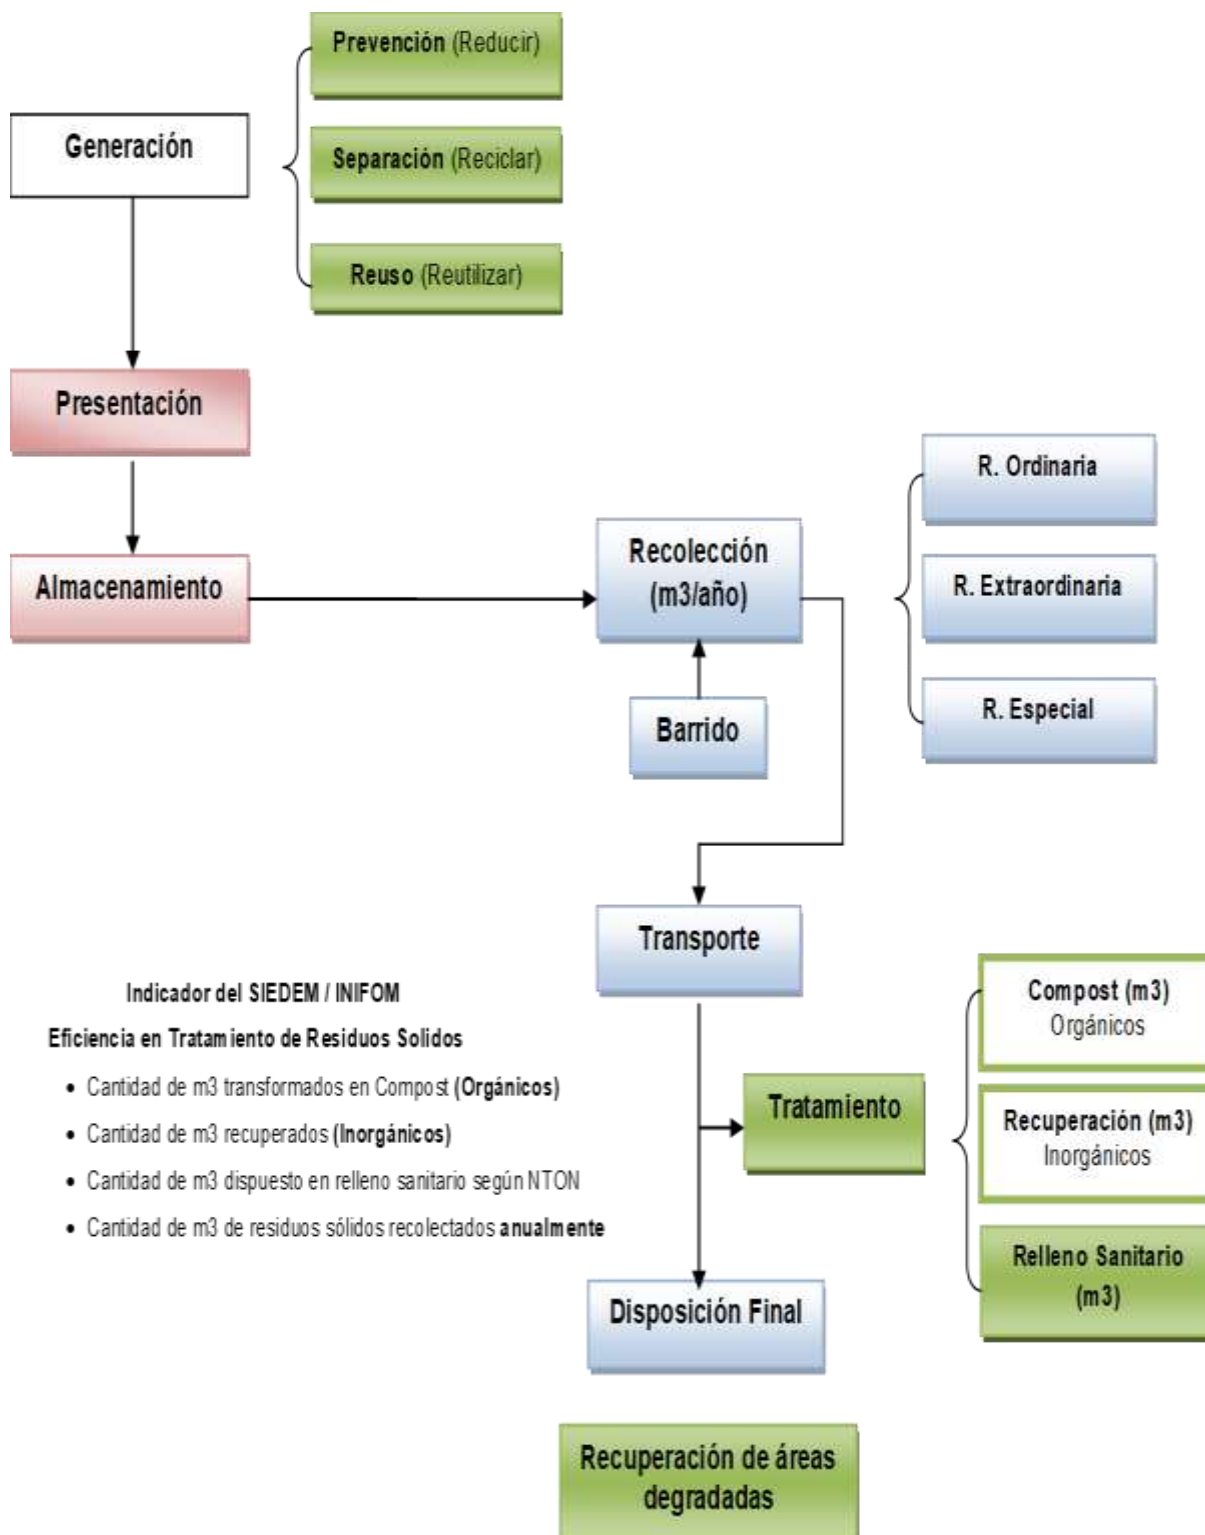 Prevención (Reducir)
Generación
Separación (Reciclar)
Reuso (Reutilizar)
Presentación
Almacenamiento
Recolección
(m3/año)
Barrido
R. Ordinaria
R. Extraordinaria
R. Especial
Transporte
Indicador del SIEDEM / INIFOM
Eficiencia en Tratamiento de Residuos Solidos
• Cantidad de m3 transformados en Compost (Orgánicos)
• Cantidad de m3 recuperados (Inorgánicos)
• Cantidad de m3 dispuesto en relleno sanitario según NTON
• Cantidad de m3 de residuos sólidos recolectados anualmente
Tratamiento
Compost (m3)
Orgánicos
Recuperación (m3)
Inorgánicos
Relleno Sanitario
(m3)
Disposición Final
Recuperación de áreas
degradadas